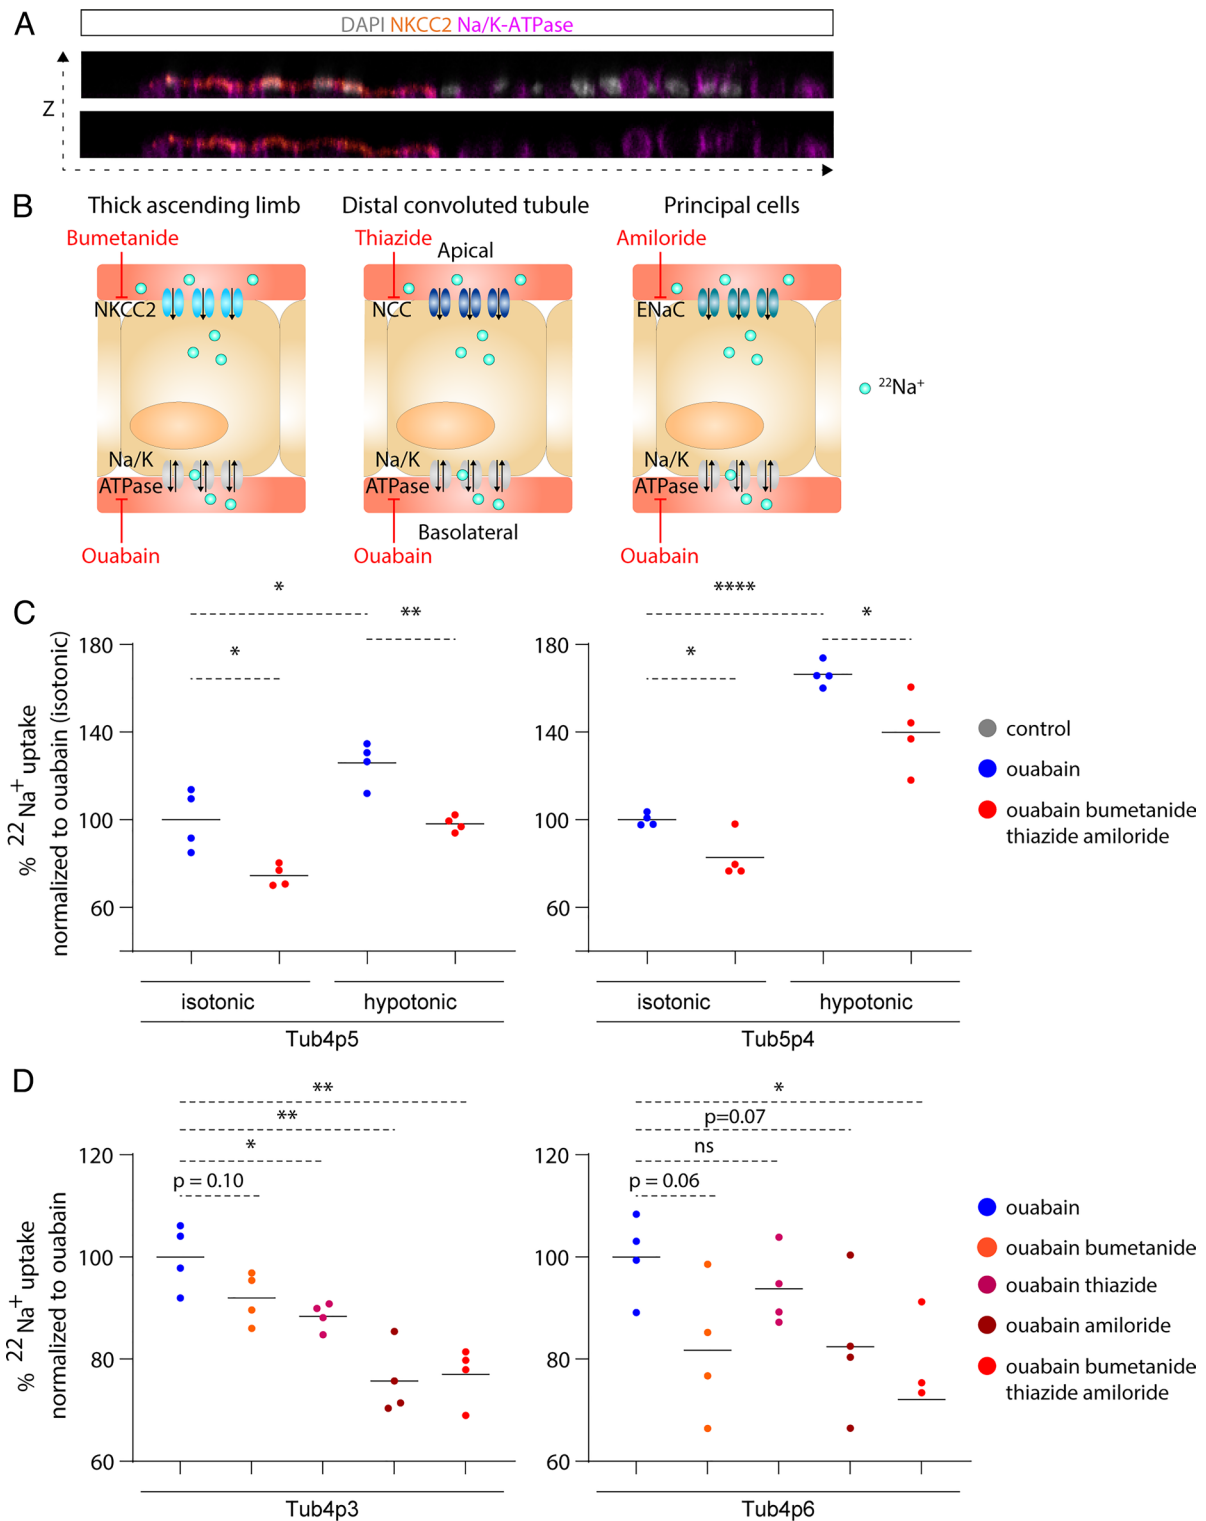 A
DAPI NKCC2 Na/K-ATPase
Z
B
Thick ascending limb
Distal convoluted tubule
Principal cells
Bumetanide
Thiazide
Apical
Amiloride
NKCC2
NCC
ENaC
22Na+
Na/K
ATPase
Na/K
ATPase
Na/K
ATPase
Basolateral
Ouabain
Ouabain
Ouabain
C
% 22Na+ uptake
normalized to ouabain (isotonic)
*
**
*
180
140
100
60
isotonic
hypotonic
Tub4p5
****
*
*
180
140
100
60
isotonic
hypotonic
Tub5p4
control
ouabain
ouabain bumetanide
thiazide amiloride
D
% 22Na+ uptake
normalized to ouabain
**
**
*
p = 0.10
120
100
80
60
Tub4p3
*
p=0.07
ns
p = 0.06
120
100
80
60
Tub4p6
ouabain
ouabain bumetanide
ouabain thiazide
ouabain amiloride
ouabain bumetanide
thiazide amiloride